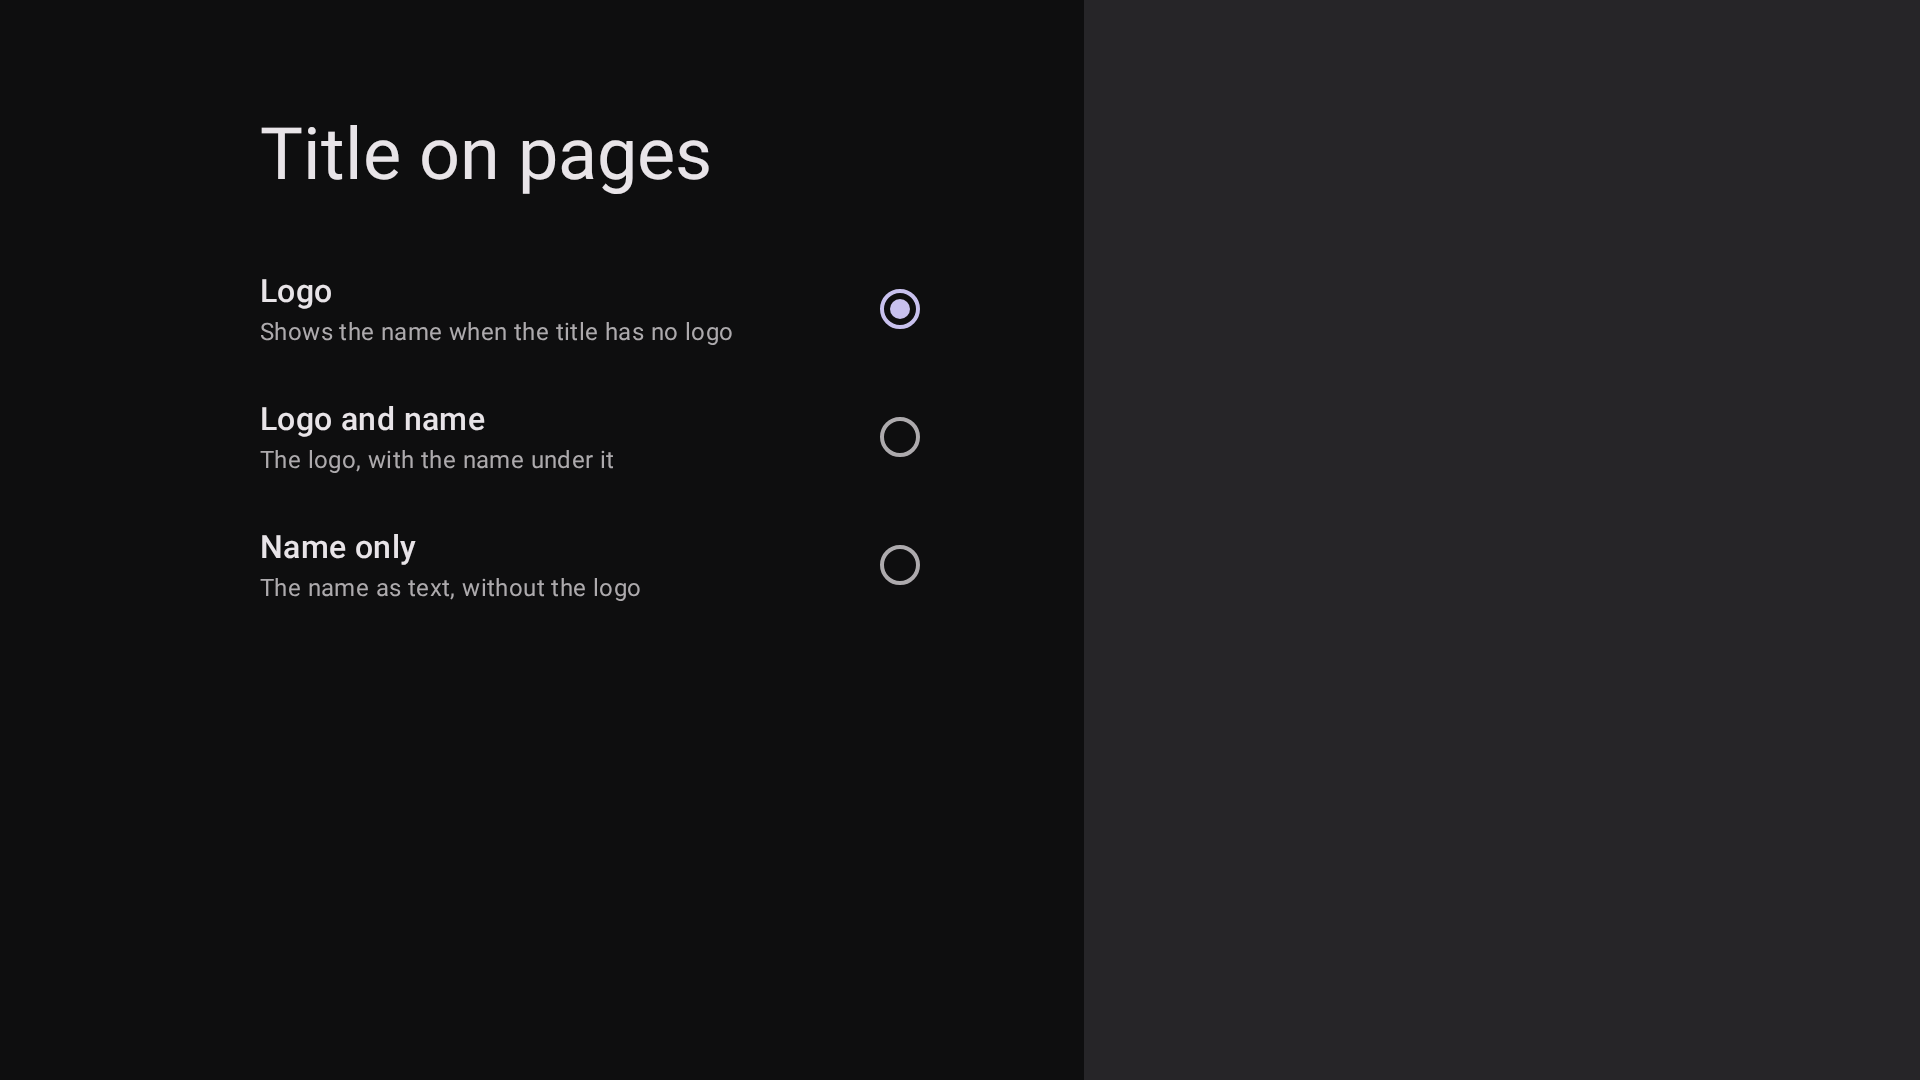 Title on pages
Logo
Shows the name when the title has no logo
Logo and name
The logo, with the name under it
Name only
The name as text, without the logo